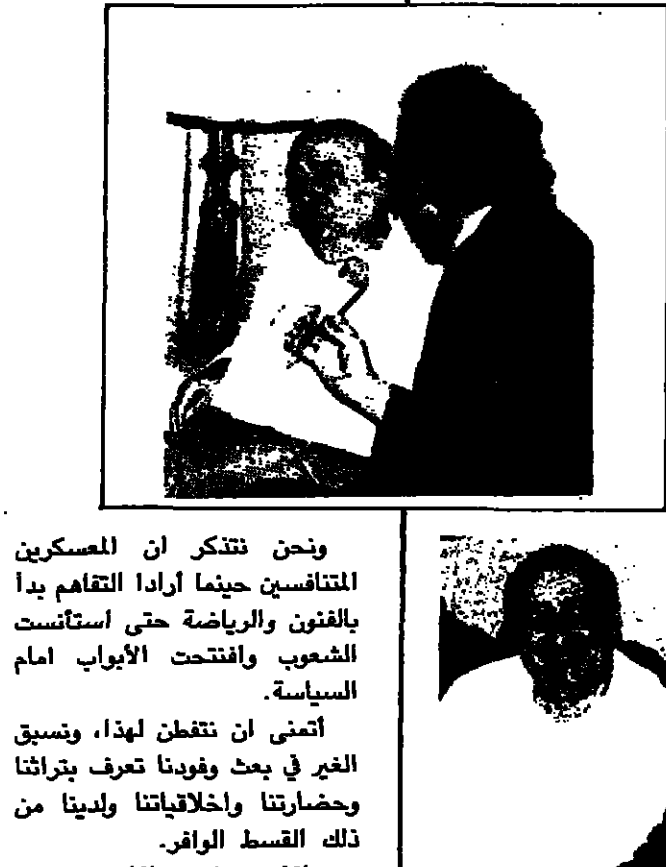 ونحن نتذكر ان المعسكرين
المتنافسين حينما أرادا التفاهم بدأ
بالفنون والرياضة حتى استأنست
الشعوب وافتتحت الأبواب امام
السياسة.
أتمنى ان نتفطن لهذا، ونسبق
الغير في بعث وفودنا تعرف بتراثنا
وحضارتنا واخلاقياتنا ولدينا من
ذلك القسط الوافر.